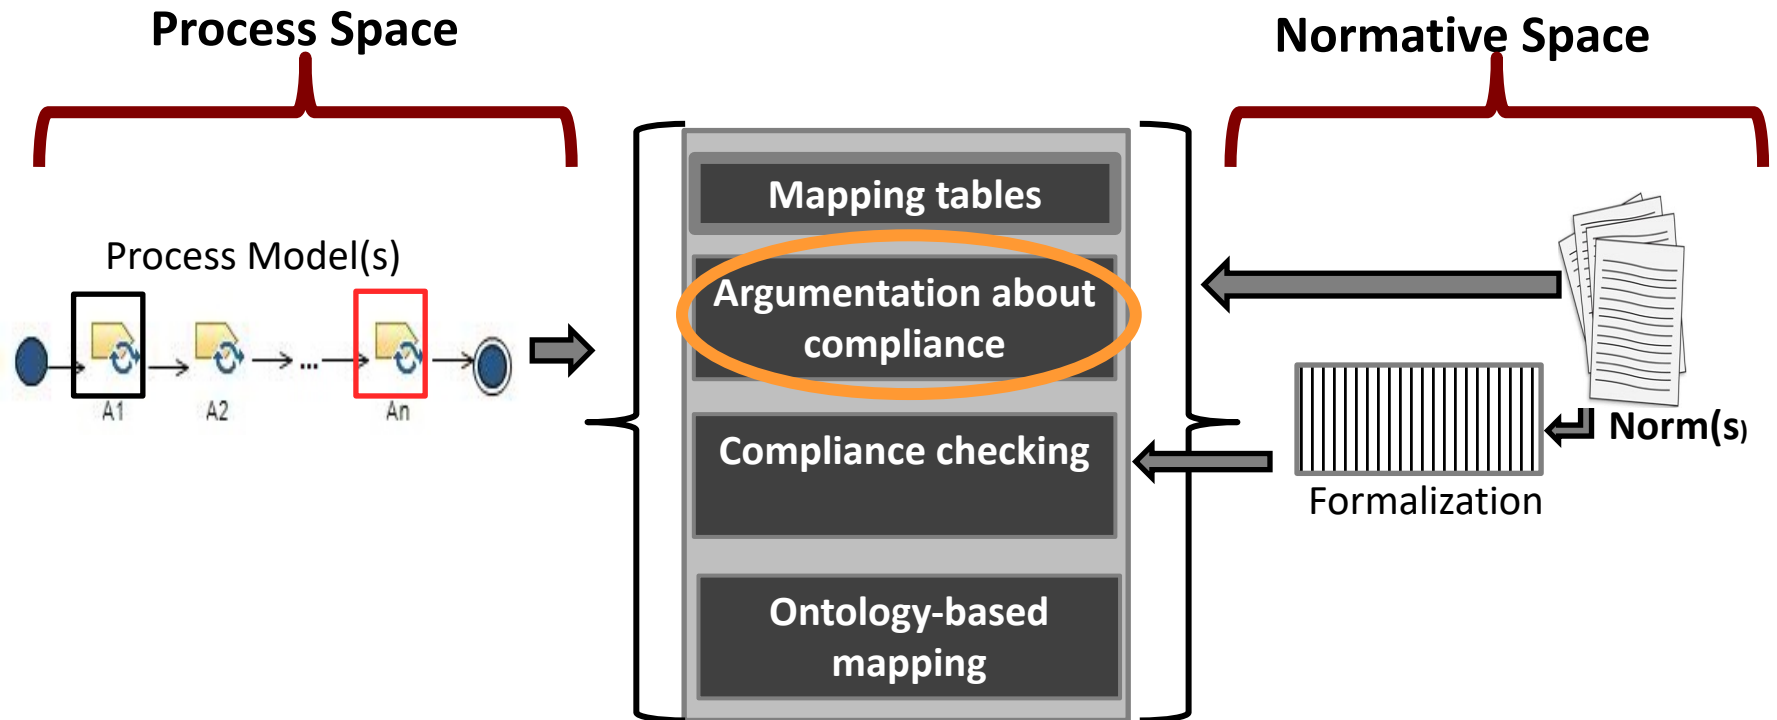 Process Space
Normative Space
Mapping tables
Process Model(s)
Argumentation about
compliance
A1
A2
...
An
Norm(s)
Compliance checking
Formalization
Ontology-based
mapping